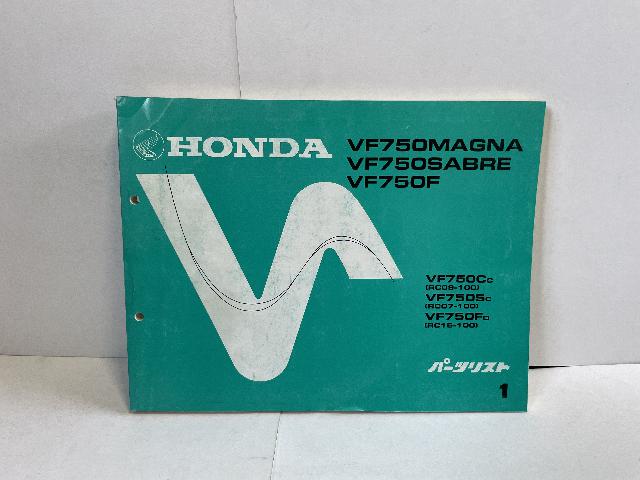 HONDA
VF750MAGNA
VF750SABRE
VF750F
VF750Cc
(RC09-100)
VF750Sc
(RC07-100)
VF750FD
(RC15-100)
パーツリスト
1